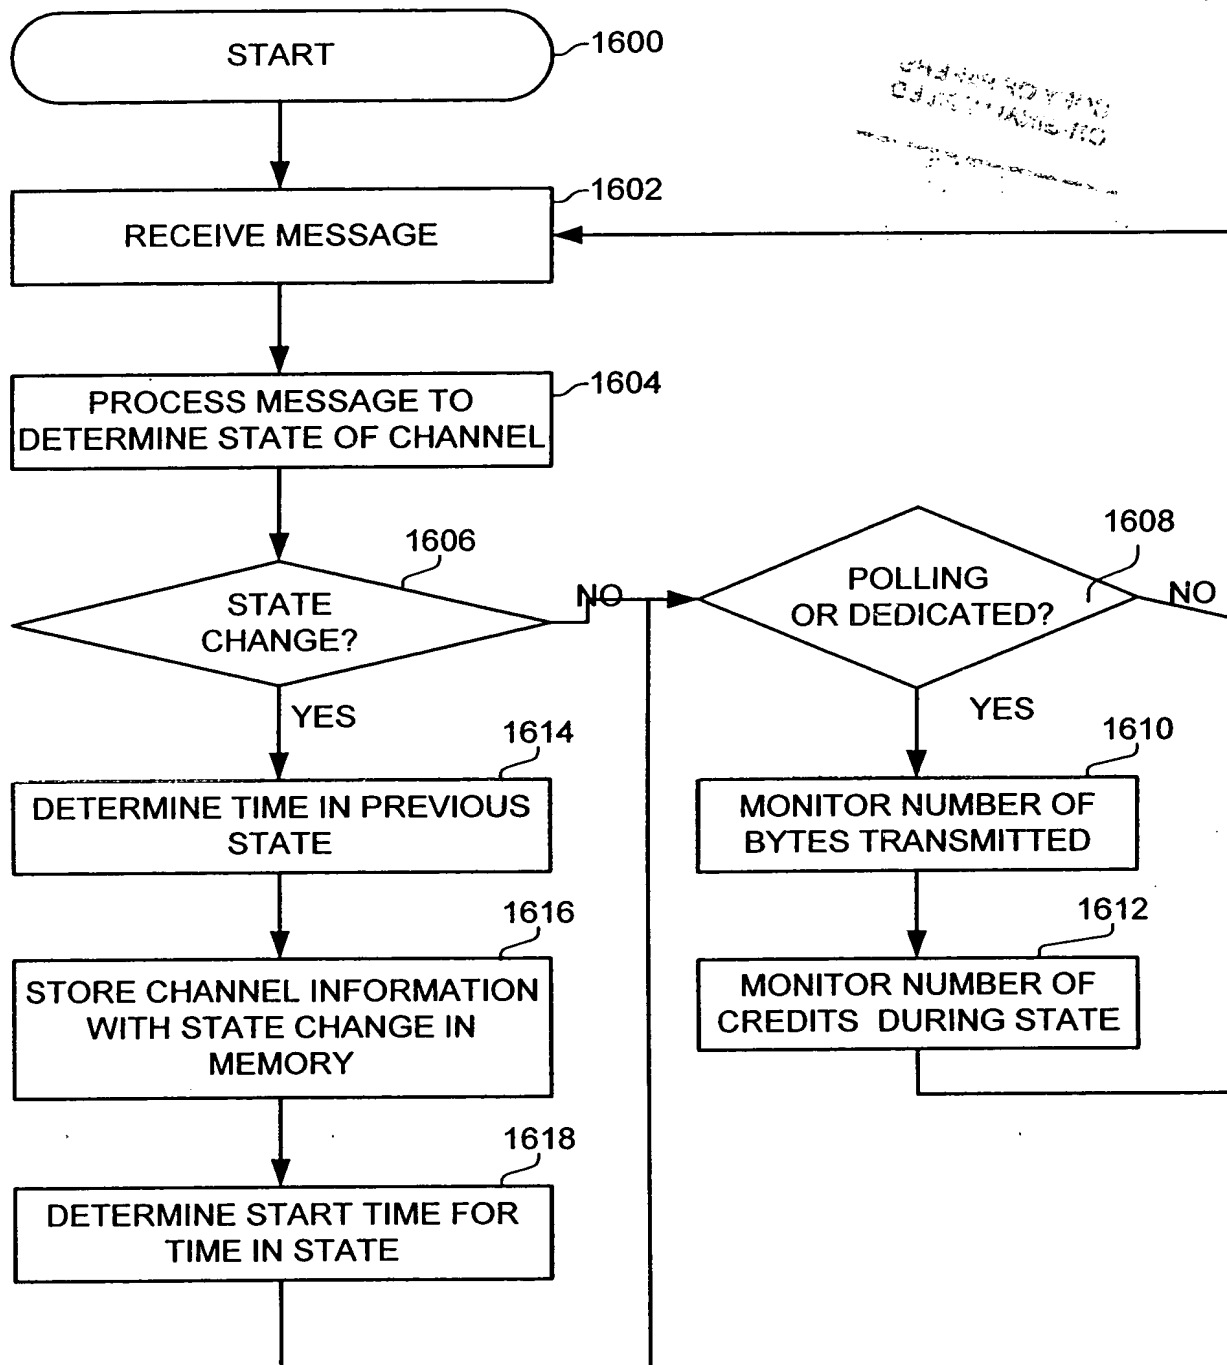 START
1600
1602
RECEIVE MESSAGE
1604
PROCESS MESSAGE TO
DETERMINE STATE OF CHANNEL
1606
STATE
CHANGE?
NO
YES
1608
POLLING
OR DEDICATED?
NO
YES
1610
MONITOR NUMBER OF
BYTES TRANSMITTED
1612
MONITOR NUMBER OF
CREDITS DURING STATE
1614
DETERMINE TIME IN PREVIOUS
STATE
1616
STORE CHANNEL INFORMATION
WITH STATE CHANGE IN
MEMORY
1618
DETERMINE START TIME FOR
TIME IN STATE